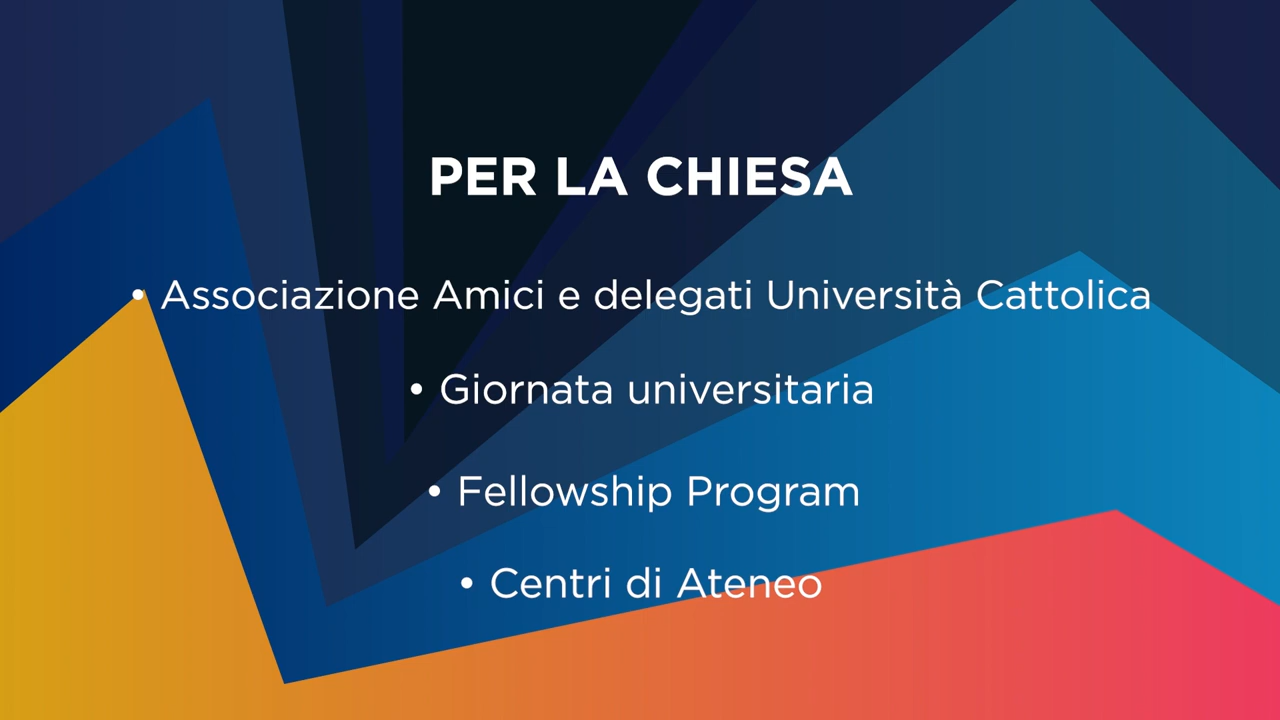 PER LA CHIESA
• Associazione Amici e delegati Università Cattolica
• Giornata universitaria
• Fellowship Program
• Centri di Ateneo